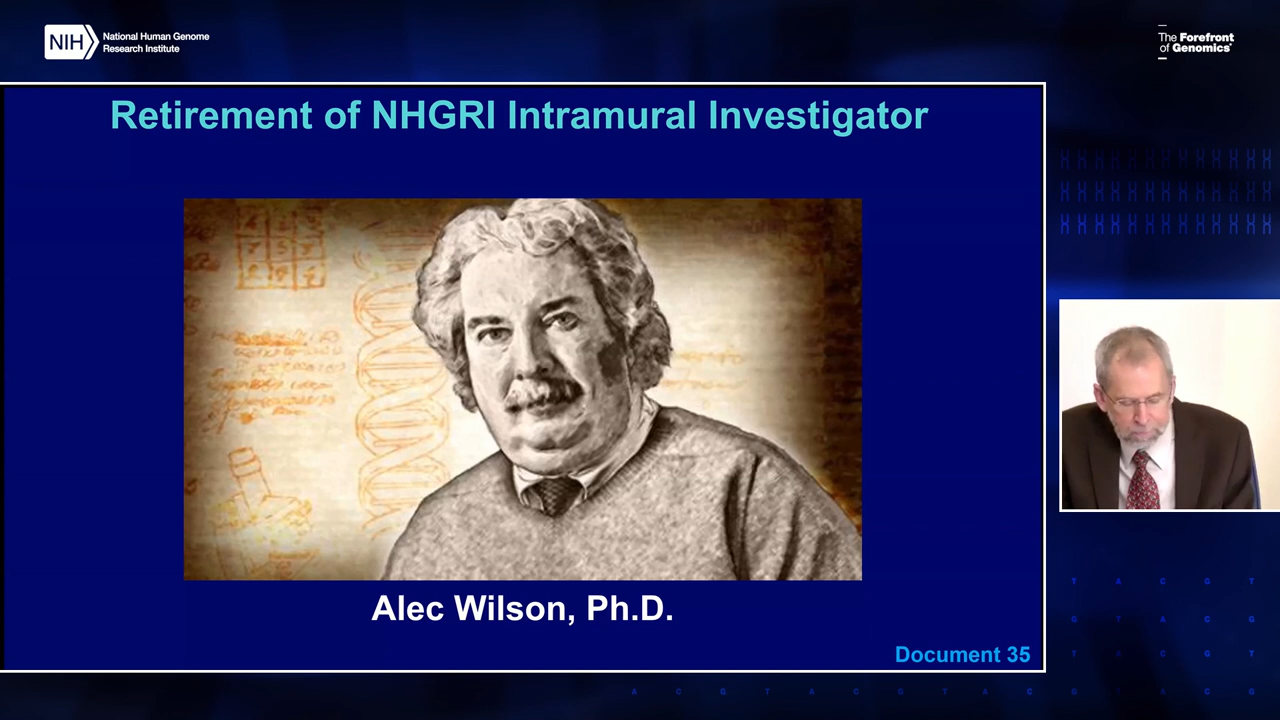 NIH
National Human Genome
Research Institute
The Forefront
of Genomics®
Retirement of NHGRI Intramural Investigator
Alec Wilson, Ph.D.
Document 35
T A C G T
G T A C G
T A C G T
A C G T A C G T A C G T A C G